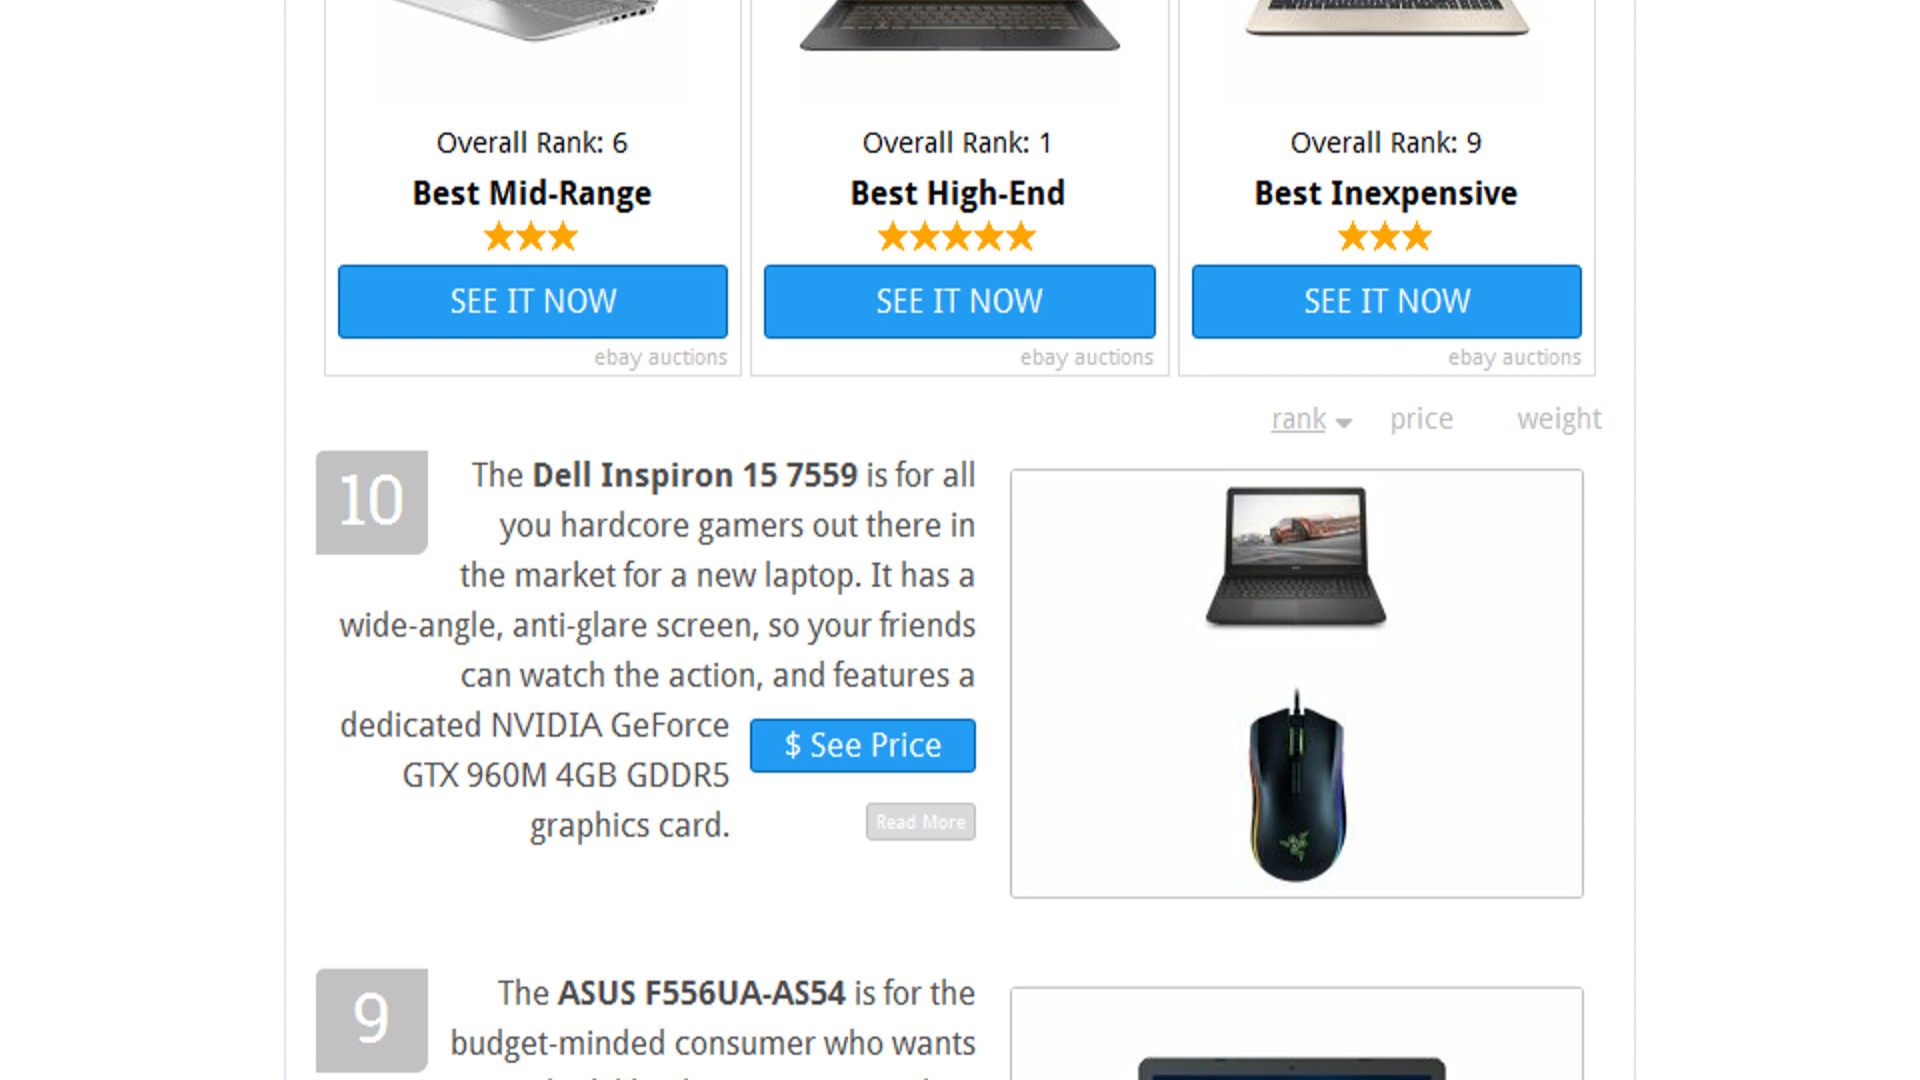 Overall Rank: 6
Best Mid-Range
SEE IT NOW
ebay auctions
Overall Rank: 1
Best High-End
SEE IT NOW
ebay auctions
Overall Rank: 9
Best Inexpensive
SEE IT NOW
ebay auctions
rank price weight
10
The Dell Inspiron 15 7559 is for all
you hardcore gamers out there in
the market for a new laptop. It has a
wide-angle, anti-glare screen, so your friends
can watch the action, and features a
dedicated NVIDIA GeForce
GTX 960M 4GB GDDR5
graphics card.
$ See Price
Read More
9
The ASUS F556UA-AS54 is for the
budget-minded consumer who wants